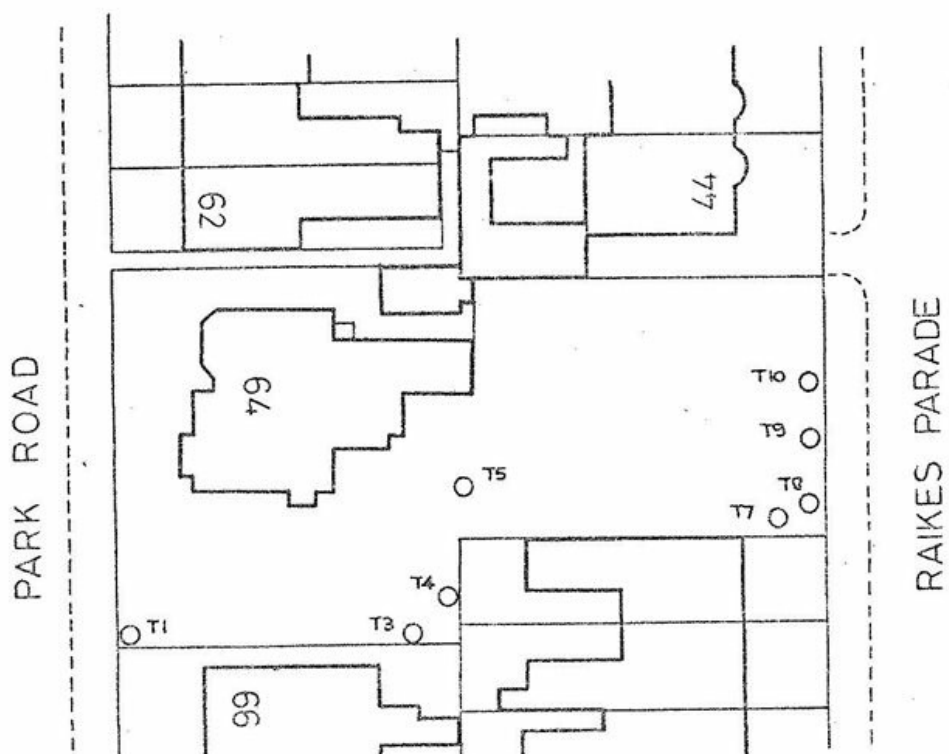 62
44
PARK ROAD
64
T10
RAIKES PARADE
T9
T5
T8
T7
T4
T1
T3
66